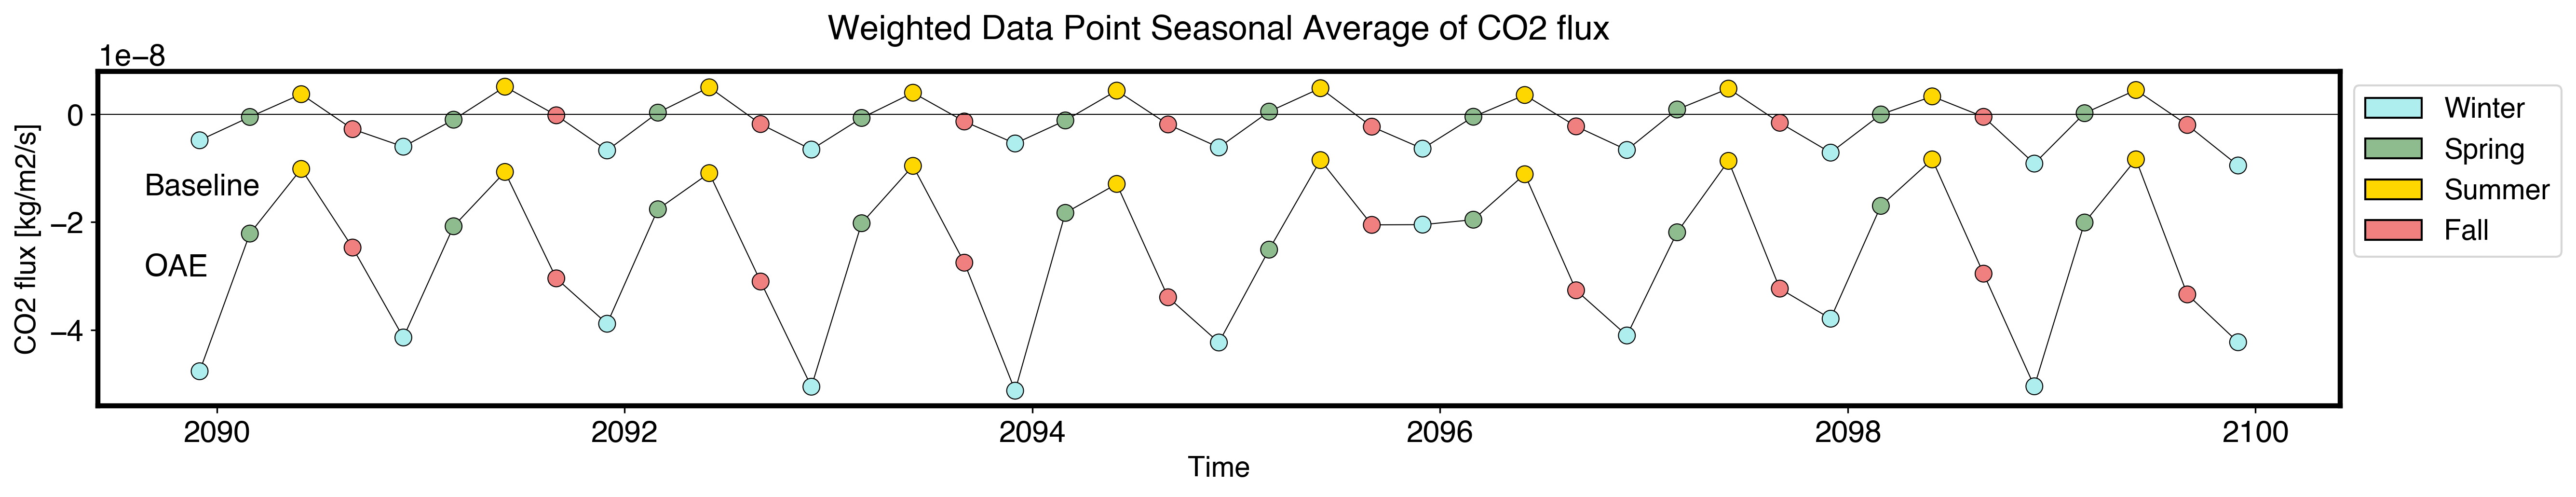 Weighted Data Point Seasonal Average of CO2 flux
1e−8
0
−2
−4
CO2 flux [kg/m2/s]
Baseline
OAE
2090
2092
2094
2096
2098
2100
Time
Winter
Spring
Summer
Fall